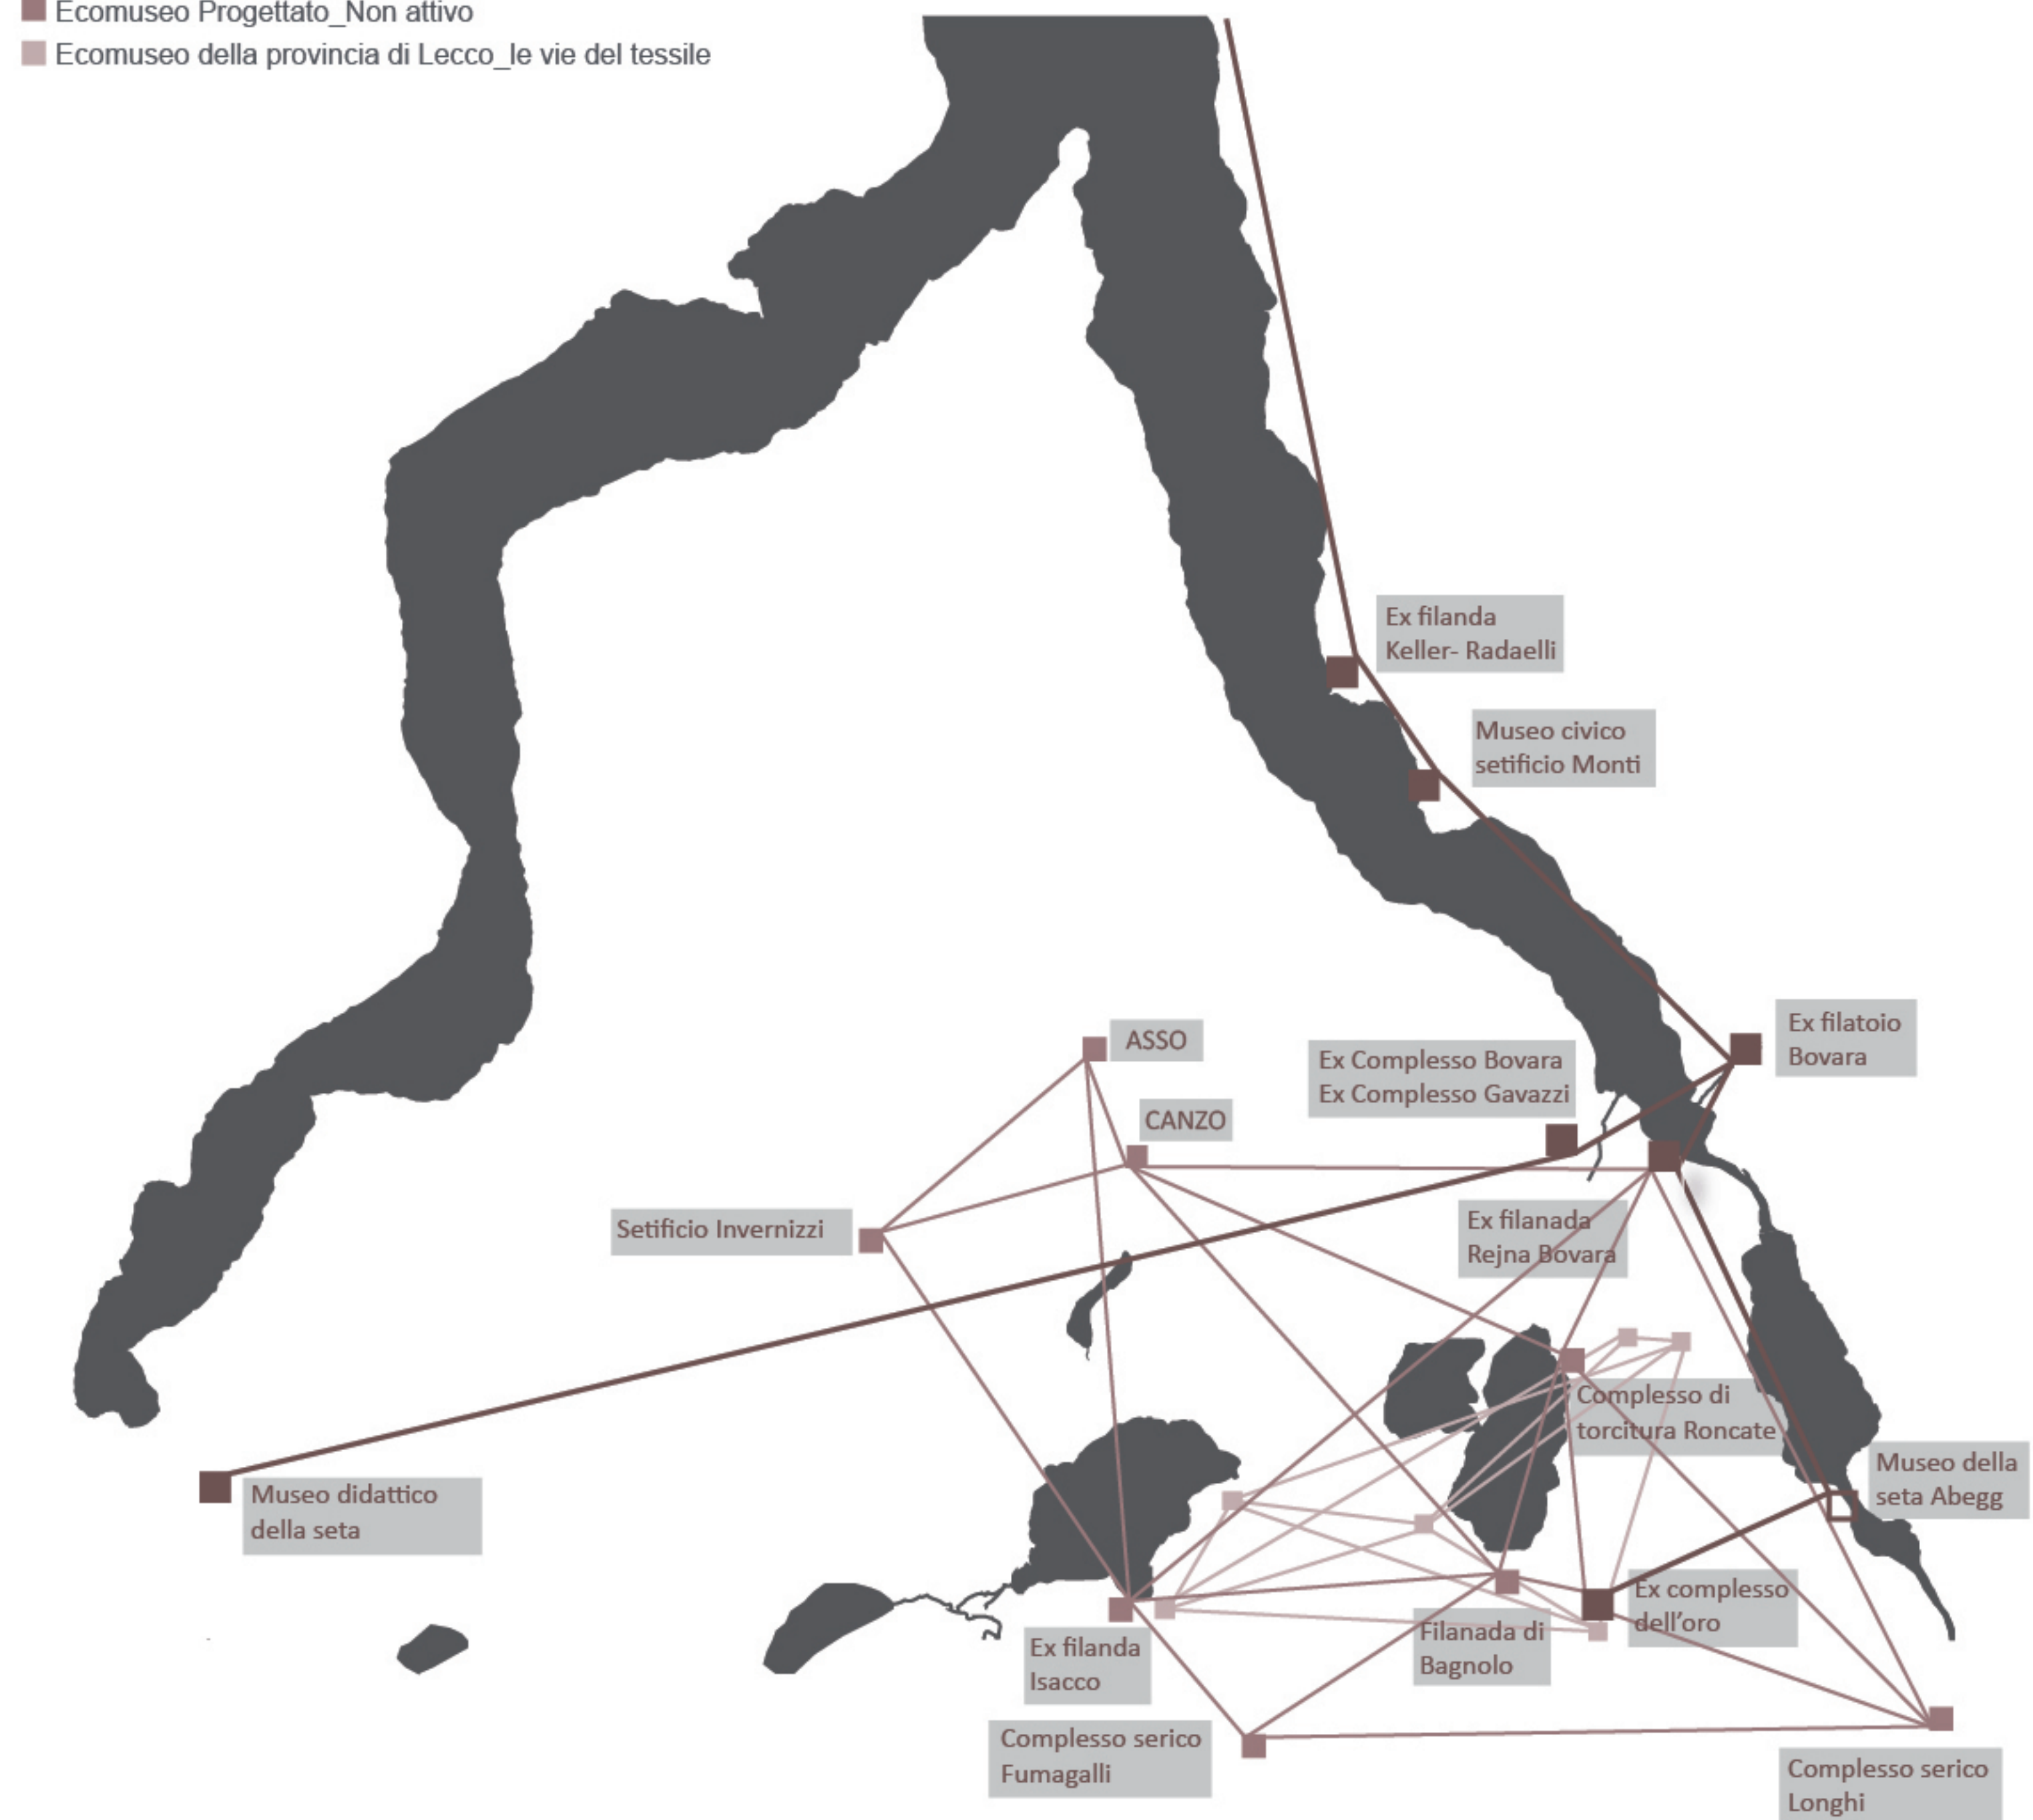 Ecomuseo Progettato_Non attivo
Ecomuseo della provincia di Lecco_le vie del tessile
Ex filanda
Keller- Radaelli
Museo civico
setificio Monti
Ex filatoio
Bovara
ASSO
Ex Complesso Bovara
Ex Complesso Gavazzi
CANZO
Setificio Invernizzi
Ex filanada
Rejna Bovara
Complesso di
torcitura Roncate
Museo della
seta Abegg
Museo didattico
della seta
Ex complesso
dell'oro
Filanada di
Bagnolo
Ex filanda
Isacco
Complesso serico
Fumagalli
Complesso serico
Longhi